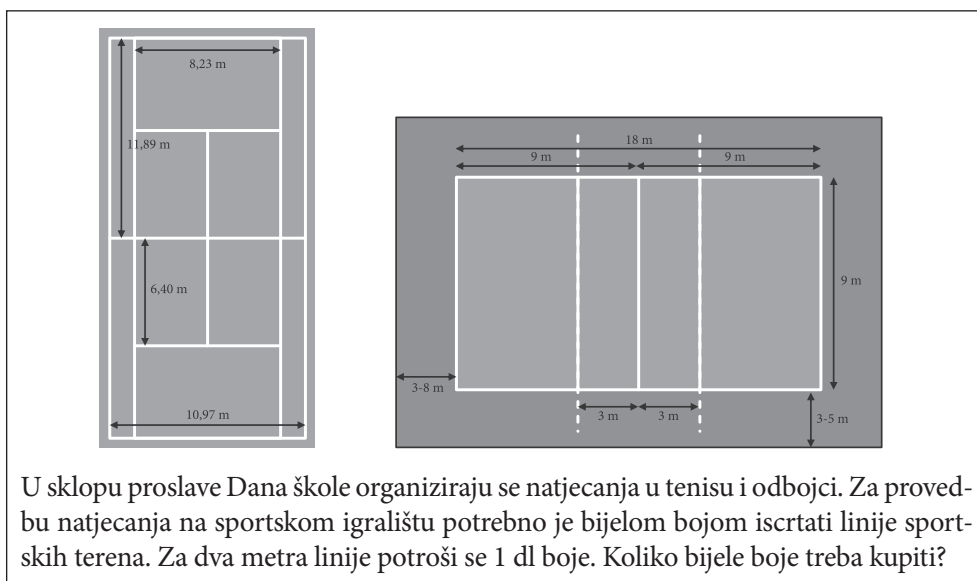 8,23 m
11,89 m
6,40 m
10,97 m
18 m
9 m
9 m
9 m
3-8 m
3 m
3 m
3-5 m
U sklopu proslave Dana škole organiziraju se natjecanja u tenisu i odbojci. Za proved-
bu natjecanja na sportskom igralištu potrebno je bijelom bojom iscrtati linije sport-
skih terena. Za dva metra linije potroši se 1 dl boje. Koliko bijele boje treba kupiti?